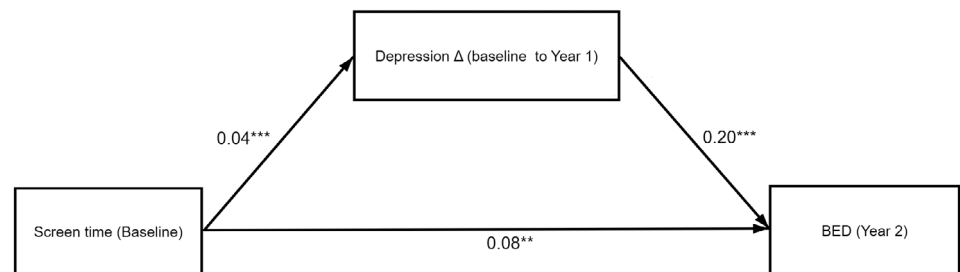 Depression Δ (baseline to Year 1)
0.04***
0.20***
Screen time (Baseline)
0.08**
BED (Year 2)